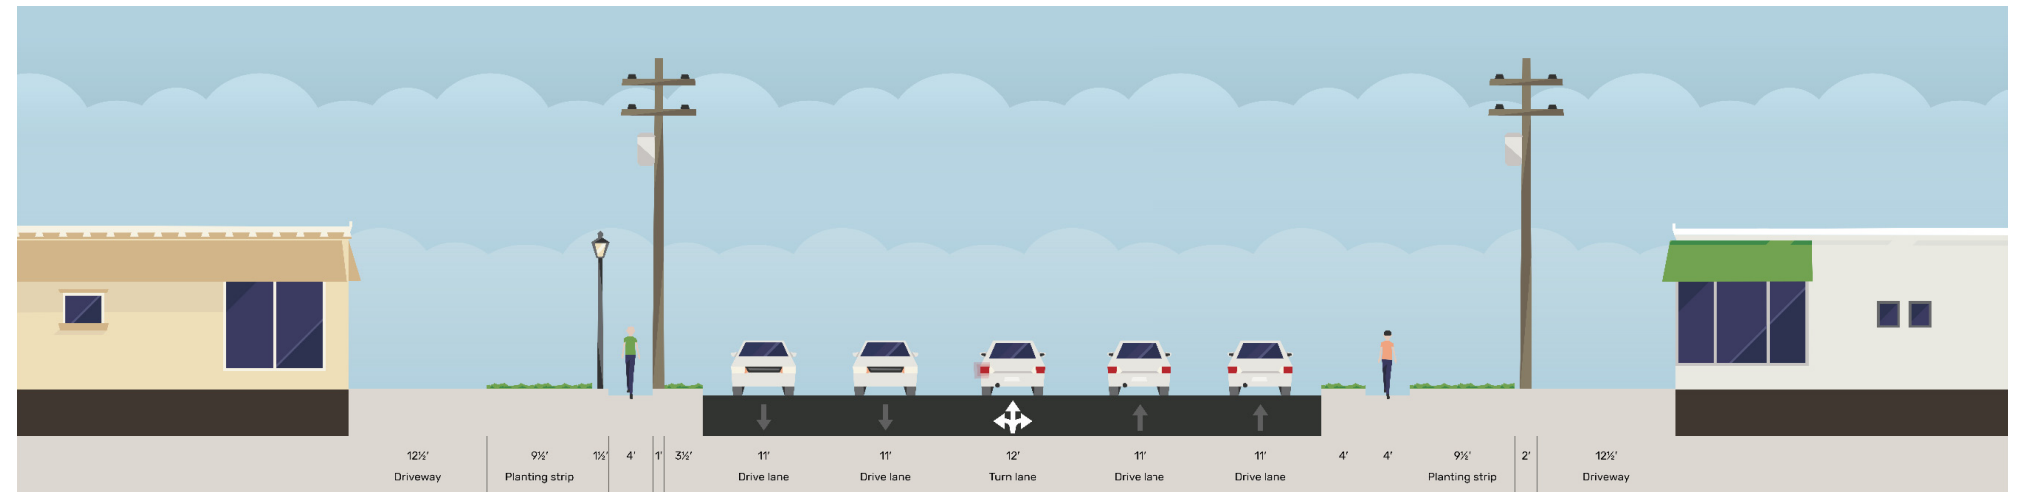 12½' 9½' 1½' 4' 1' 3½' 11' 11' 12' 11' 11' 4' 4' 9½' 2' 12½'
Driveway Planting strip Drive lane Drive lane Turn lane Drive lane Drive lane Planting strip Driveway